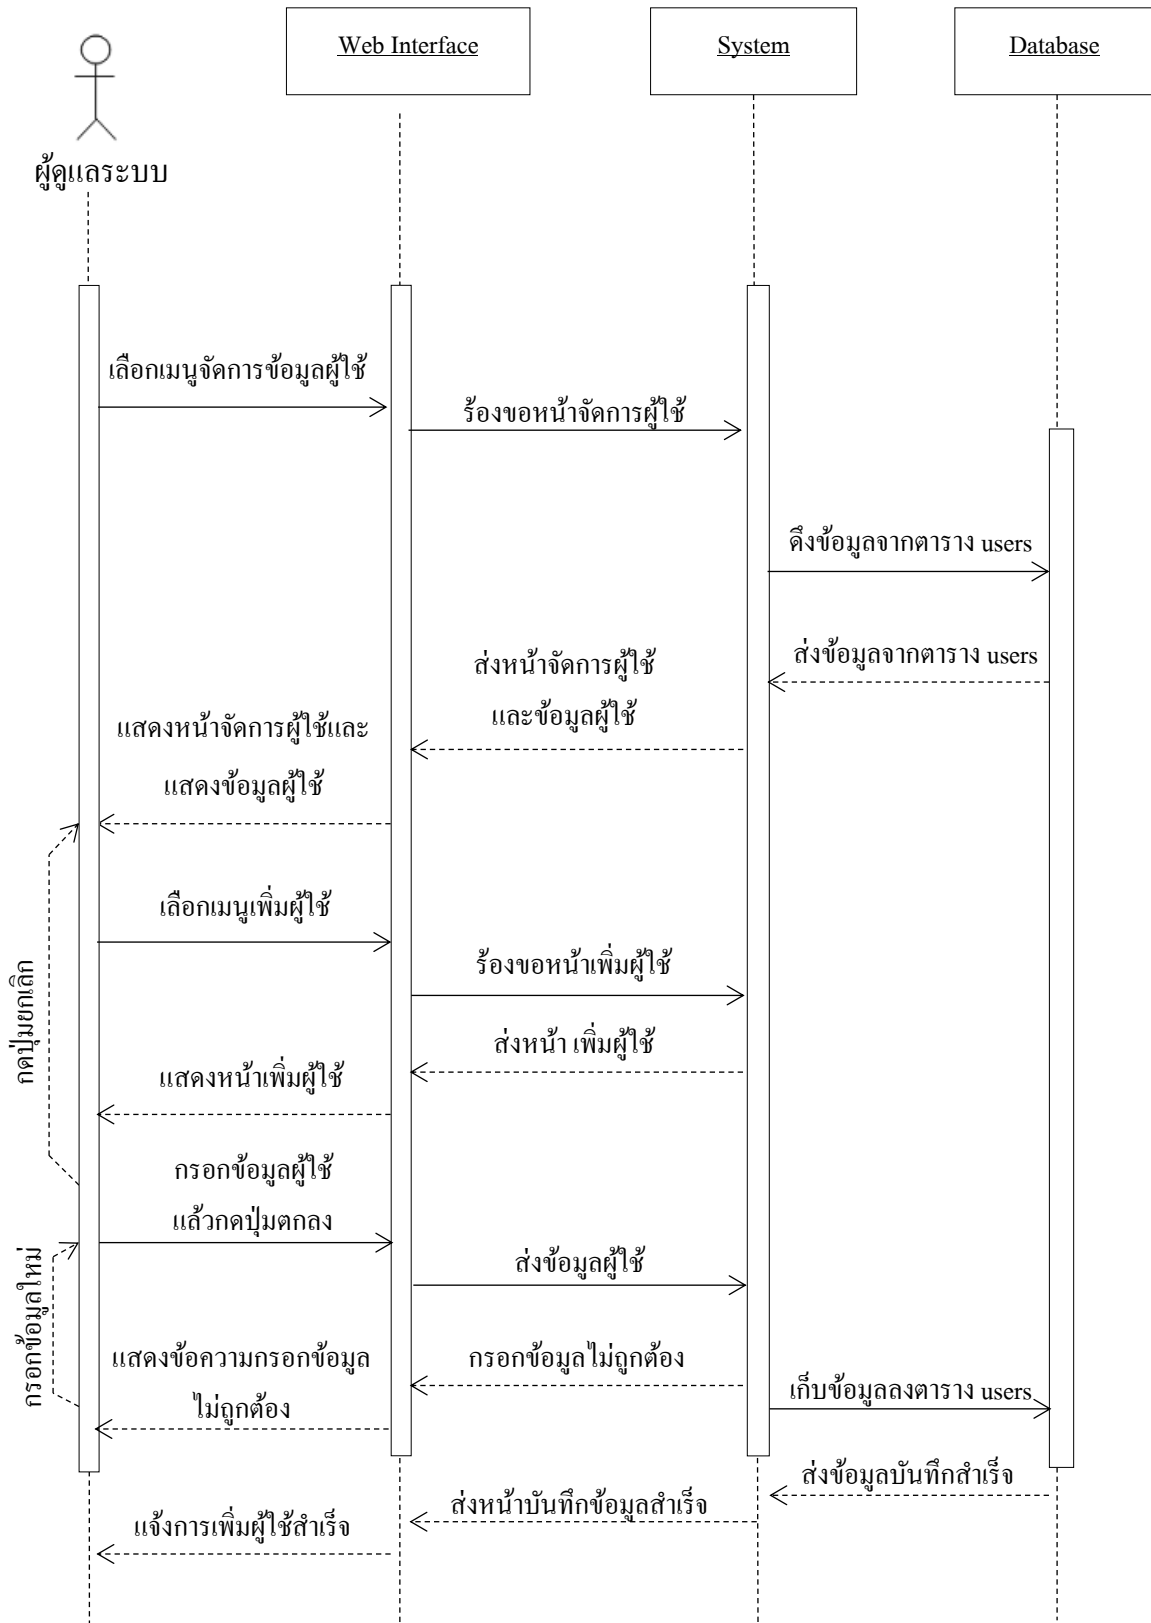 Web Interface
System
Database
ผู้ดูแลระบบ
เลือกเมนูจัดการข้อมูลผู้ใช้
ร้องขอหน้าจัดการผู้ใช้
ดึงข้อมูลจากตาราง users
ส่งข้อมูลจากตาราง users
ส่งหน้าจัดการผู้ใช้
และข้อมูลผู้ใช้
แสดงหน้าจัดการผู้ใช้และ
แสดงข้อมูลผู้ใช้
เลือกเมนูเพิ่มผู้ใช้
ร้องขอหน้าเพิ่มผู้ใช้
กดปุ่มยกเลิก
ส่งหน้า เพิ่มผู้ใช้
แสดงหน้าเพิ่มผู้ใช้
กรอกข้อมูลผู้ใช้
แล้วกดปุ่มตกลง
ส่งข้อมูลผู้ใช้
กรอกข้อมูลใหม่
กรอกข้อมูลไม่ถูกต้อง
แสดงข้อความกรอกข้อมูล
ไม่ถูกต้อง
เก็บข้อมูลลงตาราง users
ส่งข้อมูลบันทึกสำเร็จ
ส่งหน้าบันทึกข้อมูลสำเร็จ
แจ้งการเพิ่มผู้ใช้สำเร็จ